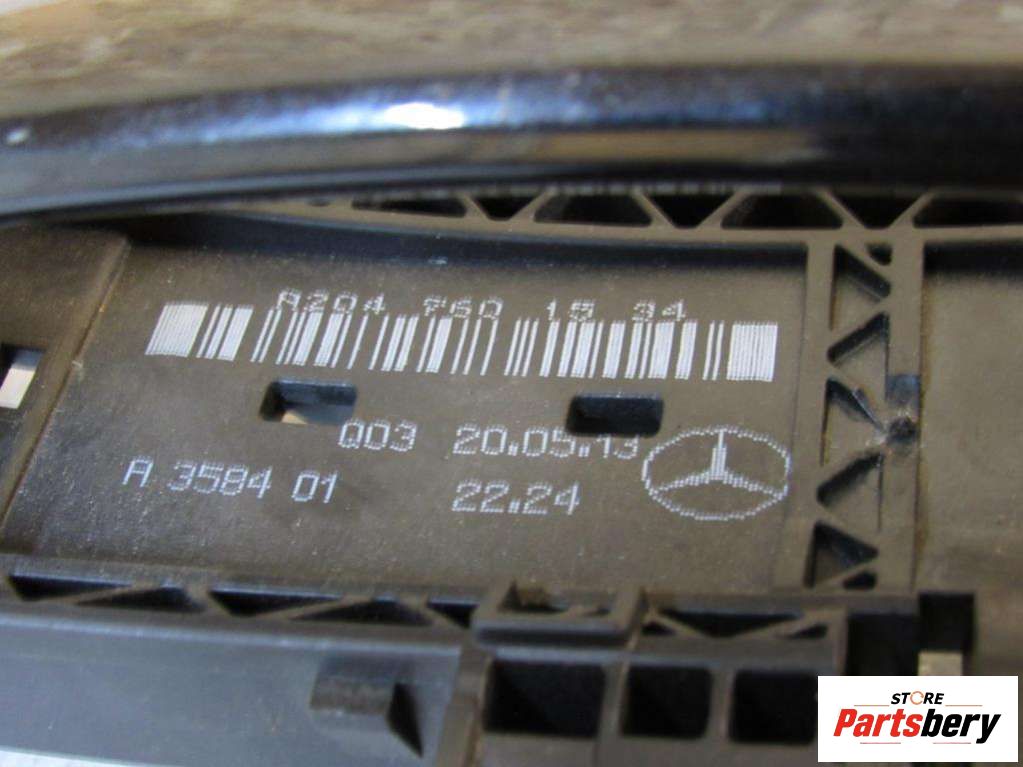 A204 760 15 34
Q03 20.05.13
A 3584 01 22.24
STORE
Partsbery